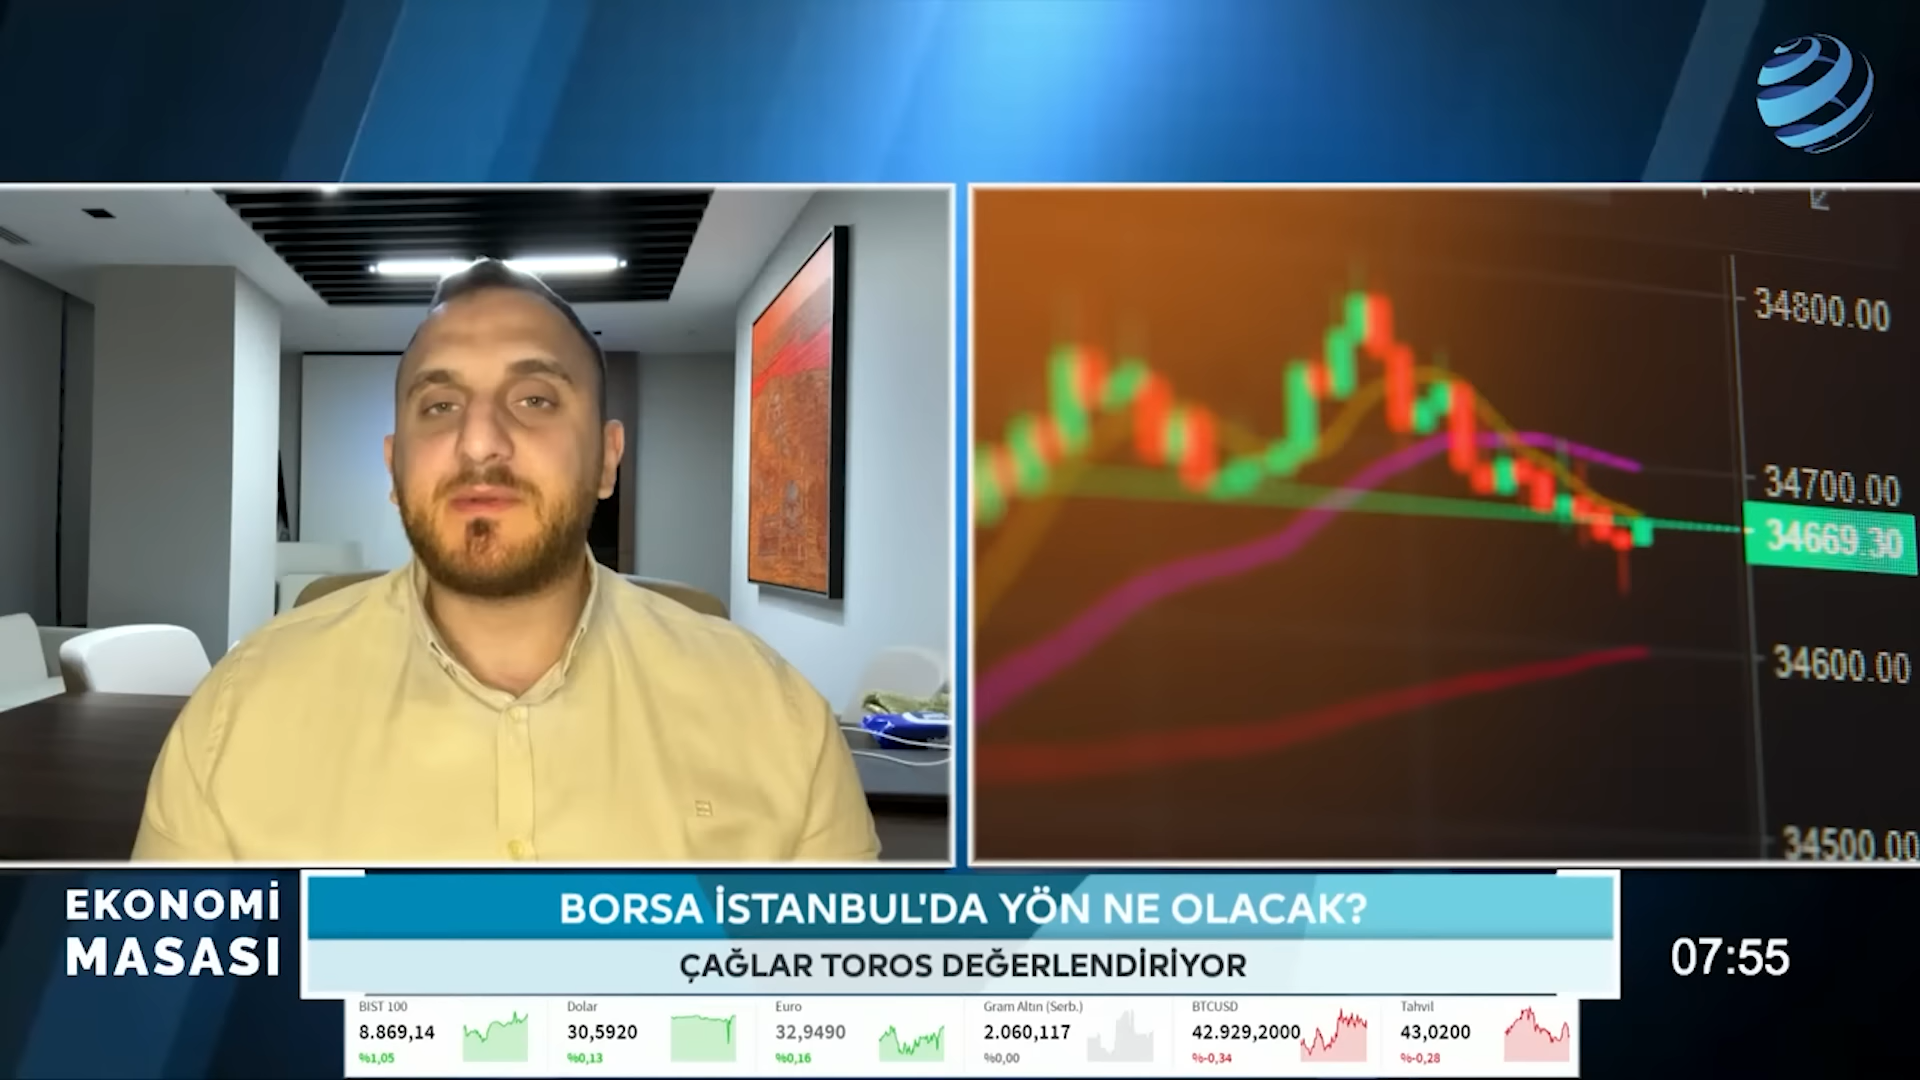 34800.00
34700.00
34669.30
34600.00
34500.00
EKONOMİ
MASASI
BORSA İSTANBUL'DA YÖN NE OLACAK?
ÇAĞLAR TOROS DEĞERLENDİRİYOR
07:55
BIST 100
8.869,14
%1,05
Dolar
30,5920
%0,13
Euro
32,9490
%0,16
Gram Altın (Serb.)
2.060,117
%0,00
BTCUSD
42.929,2000
%-0,34
Tahvil
43,0200
%-0,28